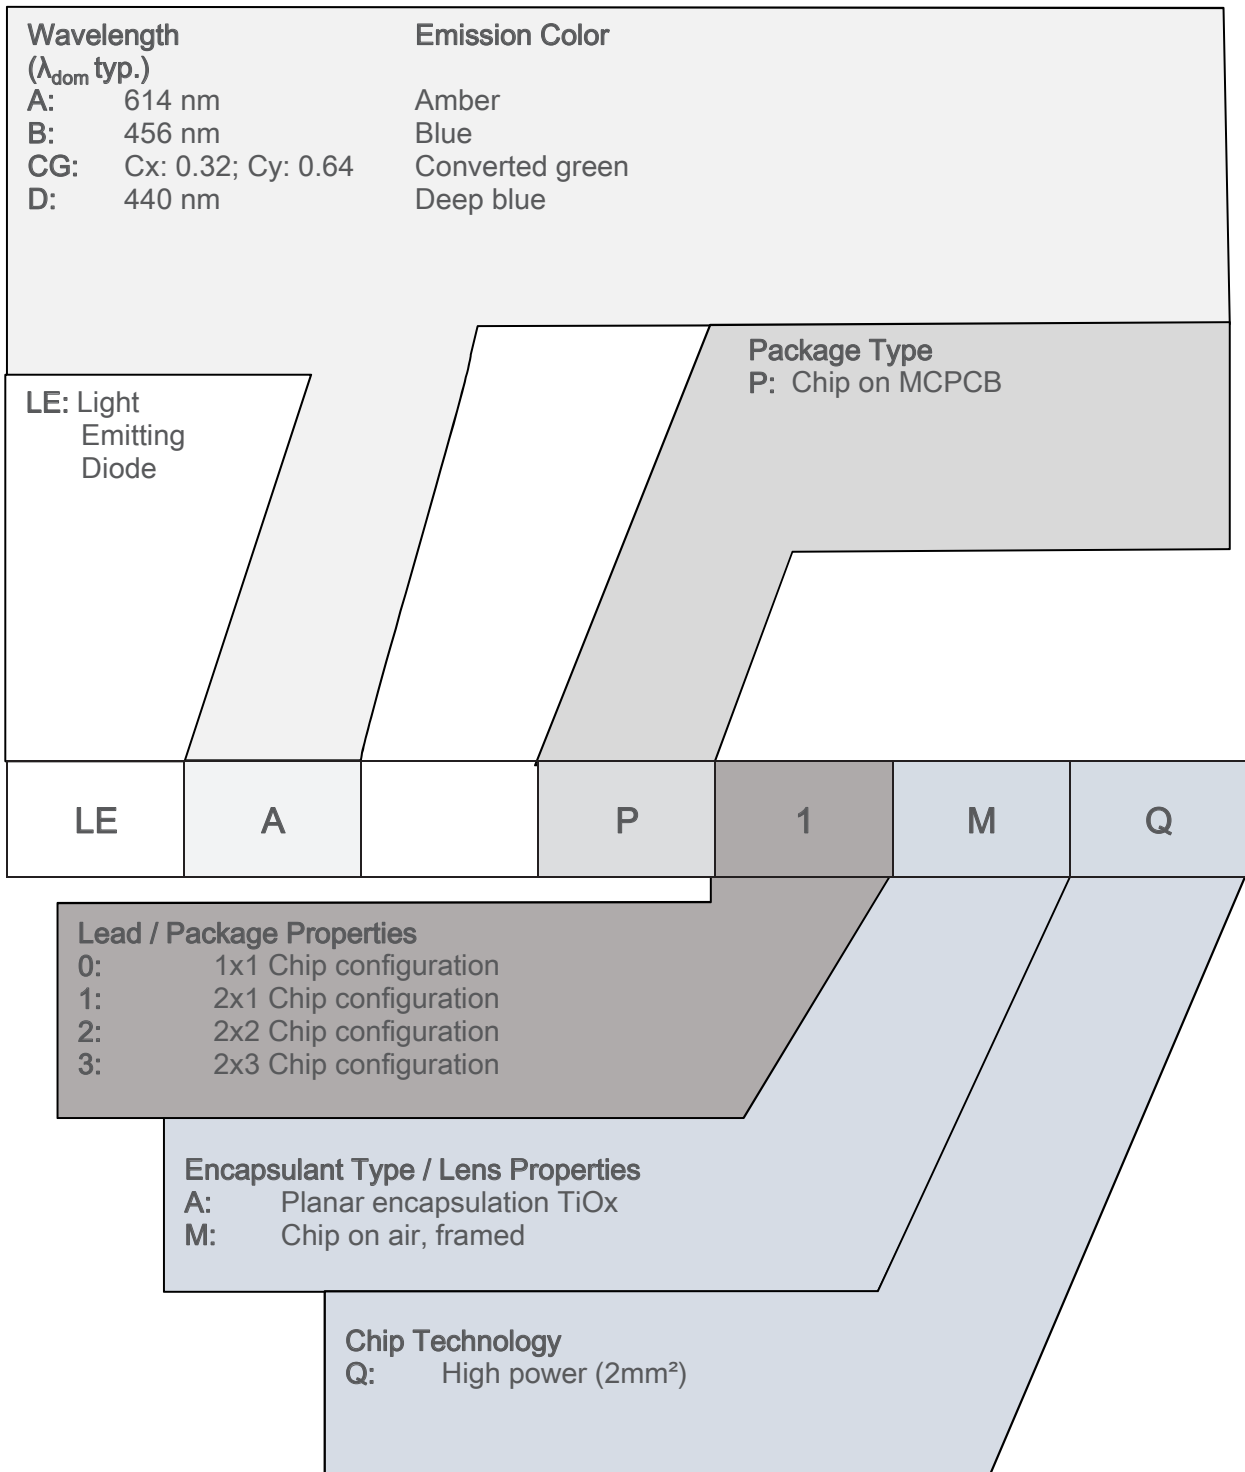 Wavelength Emission Color
(λdom typ.)
A: 614 nm Amber
B: 456 nm Blue
CG: Cx: 0.32; Cy: 0.64 Converted green
D: 440 nm Deep blue
Package Type
P: Chip on MCPCB
LE: Light
Emitting
Diode
LE A P 1 M Q
Lead / Package Properties
0: 1x1 Chip configuration
1: 2x1 Chip configuration
2: 2x2 Chip configuration
3: 2x3 Chip configuration
Encapsulant Type / Lens Properties
A: Planar encapsulation TiOx
M: Chip on air, framed
Chip Technology
Q: High power (2mm²)